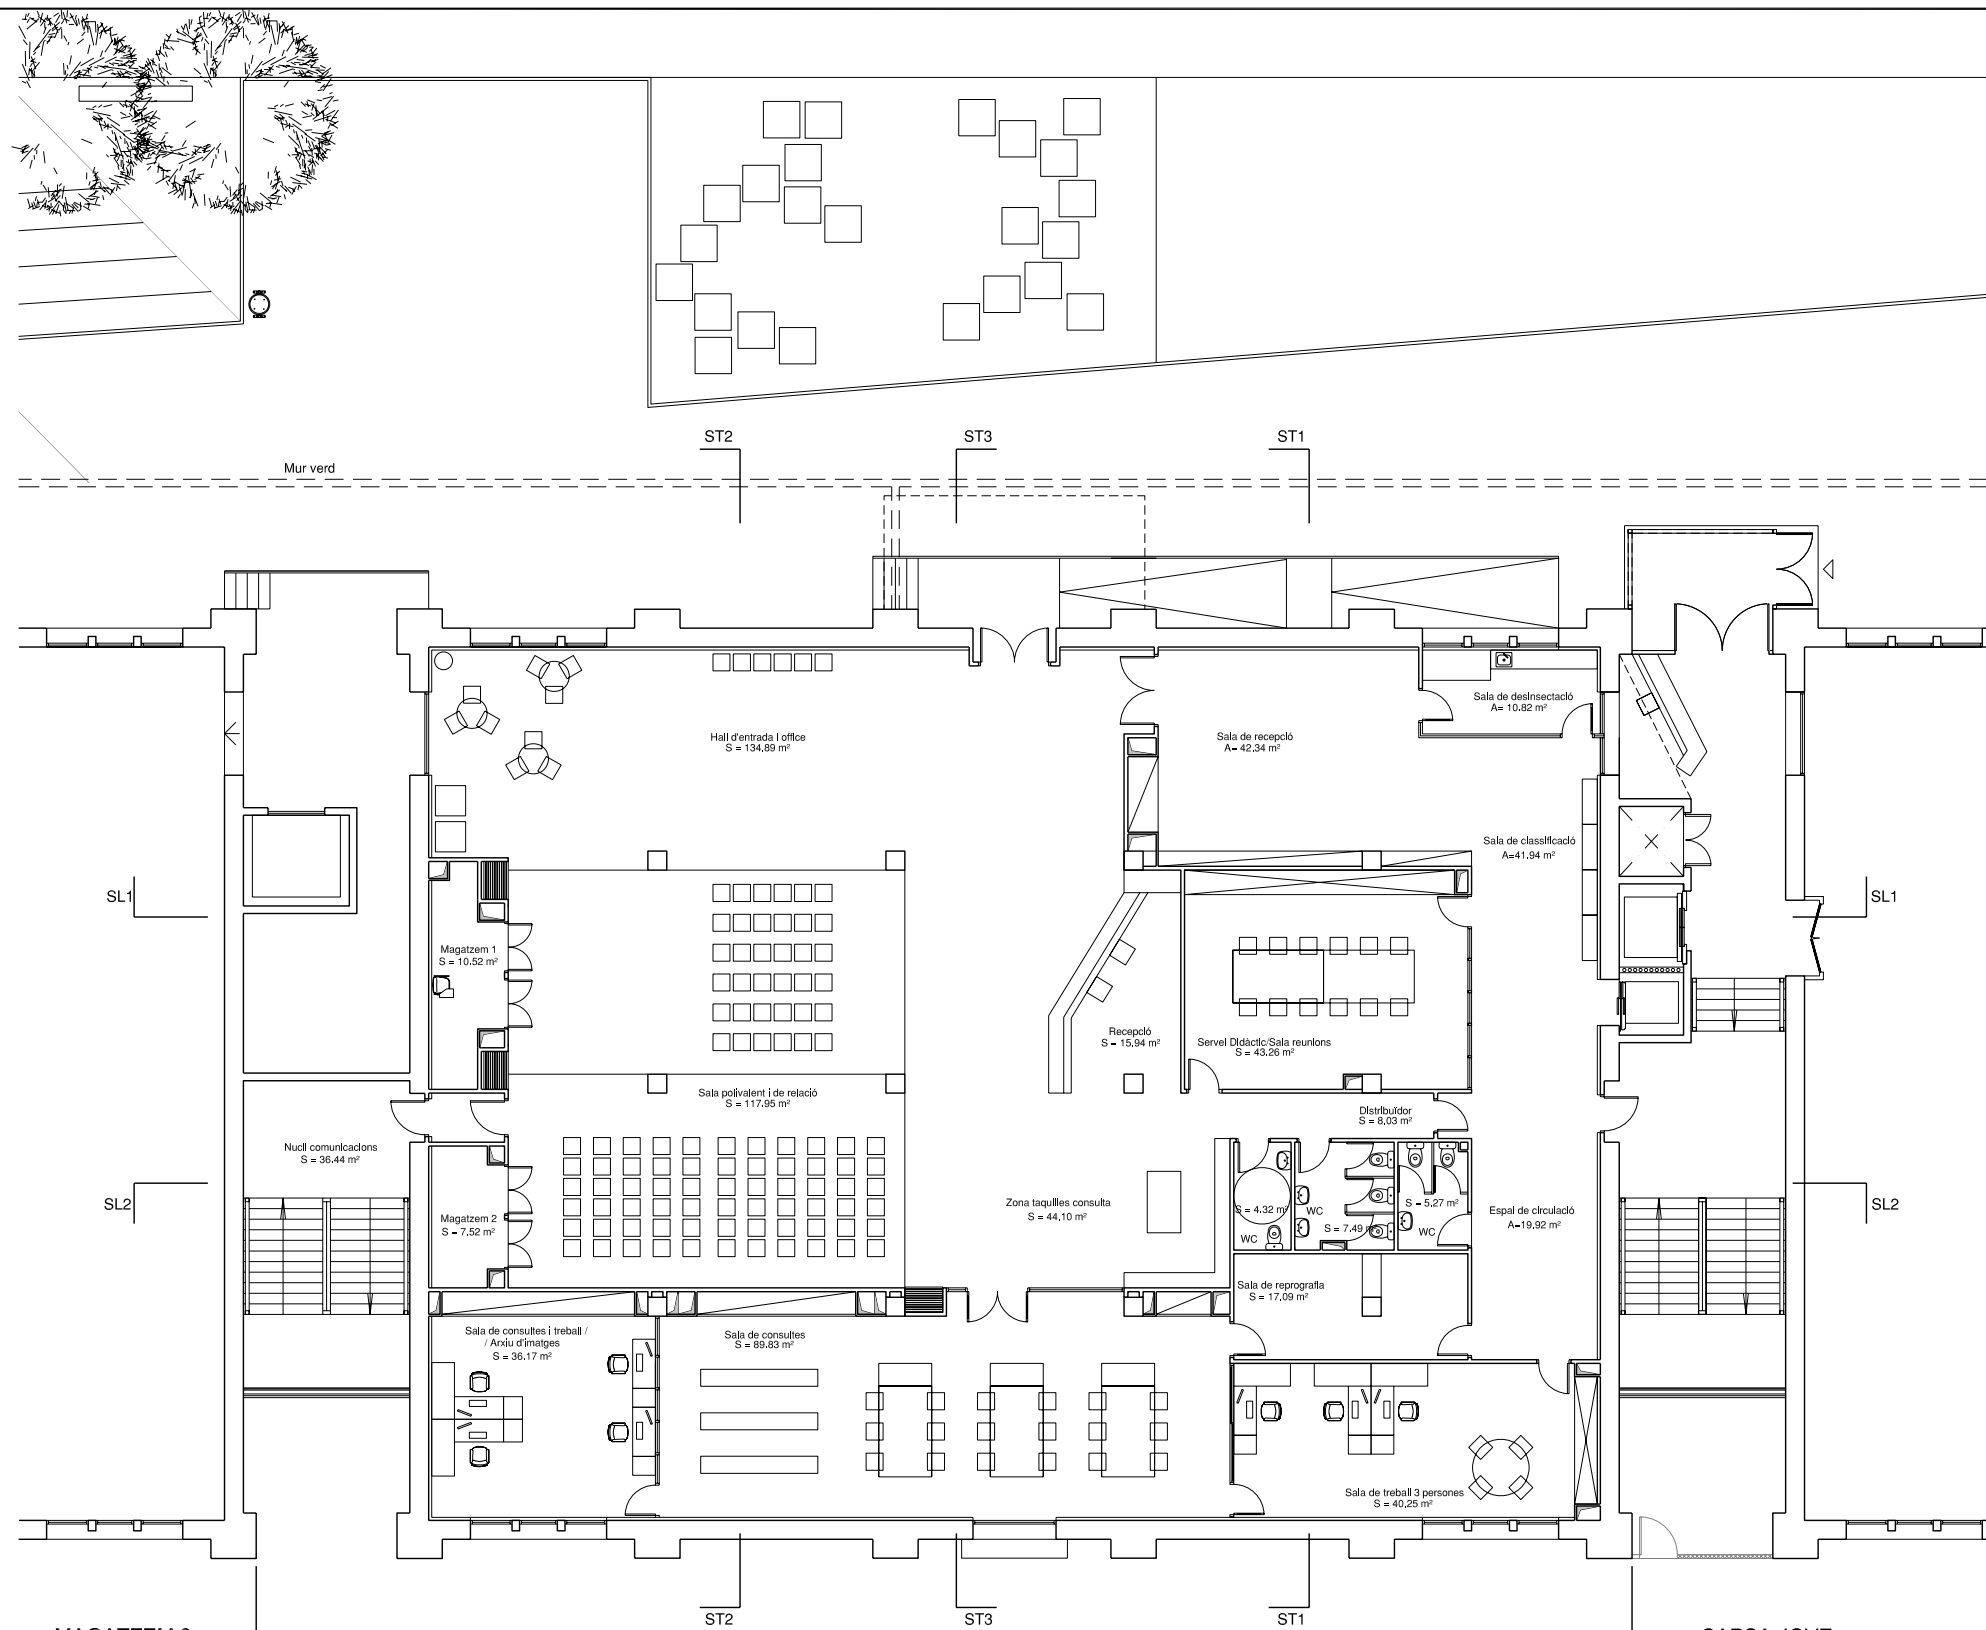 ST2
ST3
ST1
Mur verd
Sala de desinsectació
A= 10.82 m²
Hall d'entrada i office
S = 134.89 m²
Sala de recepció
A= 42.34 m²
Sala de classificació
A=41.94 m²
SL1
SL1
Magatzem 1
S = 10.52 m²
Recepció
S = 15.94 m²
Servei Didàctic/Sala reunions
S = 43.26 m²
Sala polivalent i de relació
S = 117.95 m²
Distribuïdor
S = 8.03 m²
Nucli comunicacions
S = 36.44 m²
SL2
SL2
Magatzem 2
S = 7.52 m²
Zona taquilles consulta
S = 44.10 m²
S = 4.32 m²
WC
WC
S = 7.49
S = 5.27 m²
WC
Espai de circulació
A=19.92 m²
Sala de reprografia
S = 17.09 m²
Sala de consultes i treball /
/ Arxiu d'imatges
S = 36.17 m²
Sala de consultes
S = 89.83 m²
Sala de treball 3 persones
S = 40.25 m²
ST2
ST3
ST1